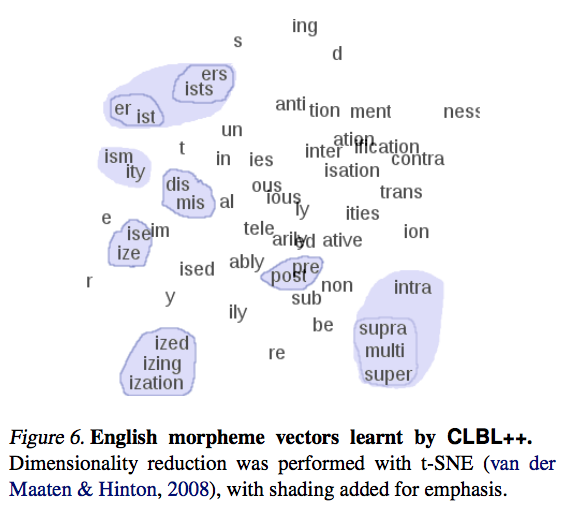 ing
s
d
ers
ists
er
ist
anti
tion
ment
ness
un
t
in
ies
inter
ation
ification
contra
isation
ism
ity
dis
mis
al
ous
ious
ly
ities
trans
e
ise
im
ize
tele
arily
ed
ative
ion
r
ised
ably
pre
post
non
sub
intra
y
ily
be
re
supra
multi
super
ized
izing
ization
Figure 6. English morpheme vectors learnt by CLBL++.
Dimensionality reduction was performed with t-SNE (van der
Maaten & Hinton, 2008), with shading added for emphasis.